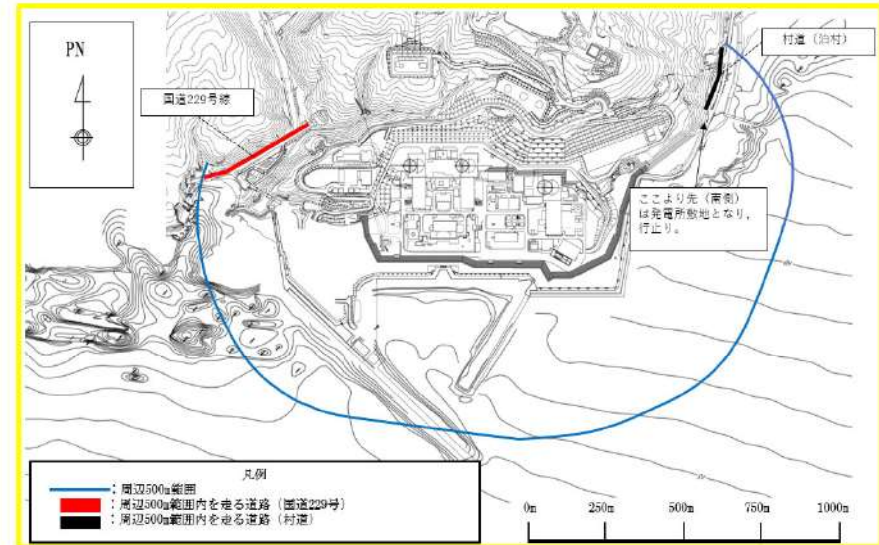 PN
国道229号線
村道（泊村）
ここより先（南側）
は発電所敷地となり，
行止り。
凡例
：周辺500m範囲
：周辺500m範囲内を走る道路（国道229号）
：周辺500m範囲内を走る道路（村道）
0m 250m 500m 750m 1000m